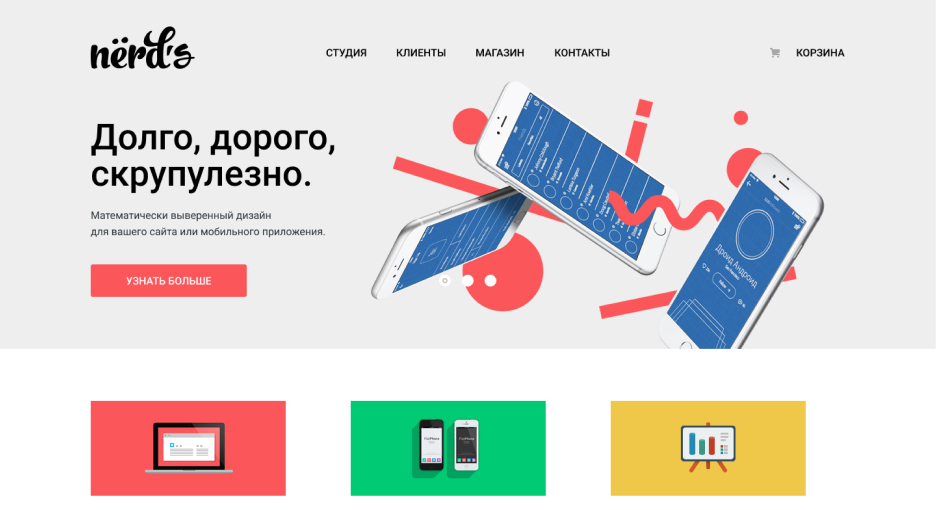 nërd's
СТУДИЯ
КЛИЕНТЫ
МАГАЗИН
КОНТАКТЫ
КОРЗИНА
Долго, дорого,
скрупулезно.
Математически выверенный дизайн
для вашего сайта или мобильного приложения.
УЗНАТЬ БОЛЬШЕ
Дроид Андроид